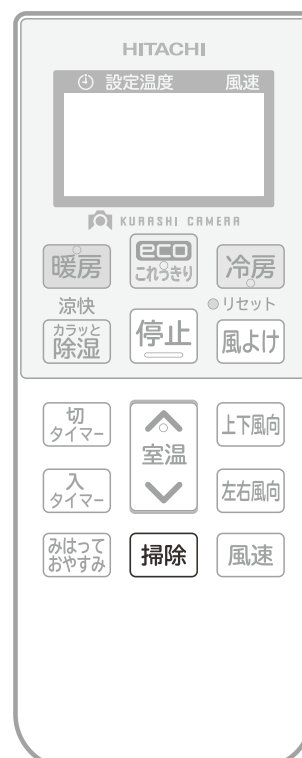 HITACHI
設定温度 風速
KURASHI CAMERA
暖房 eco これっきり 冷房
涼快 リセット
カラッと 除湿 停止 風よけ
切 タイマー 室温 上下風向
入 タイマー 左右風向
みはって おやすみ 掃除 風速